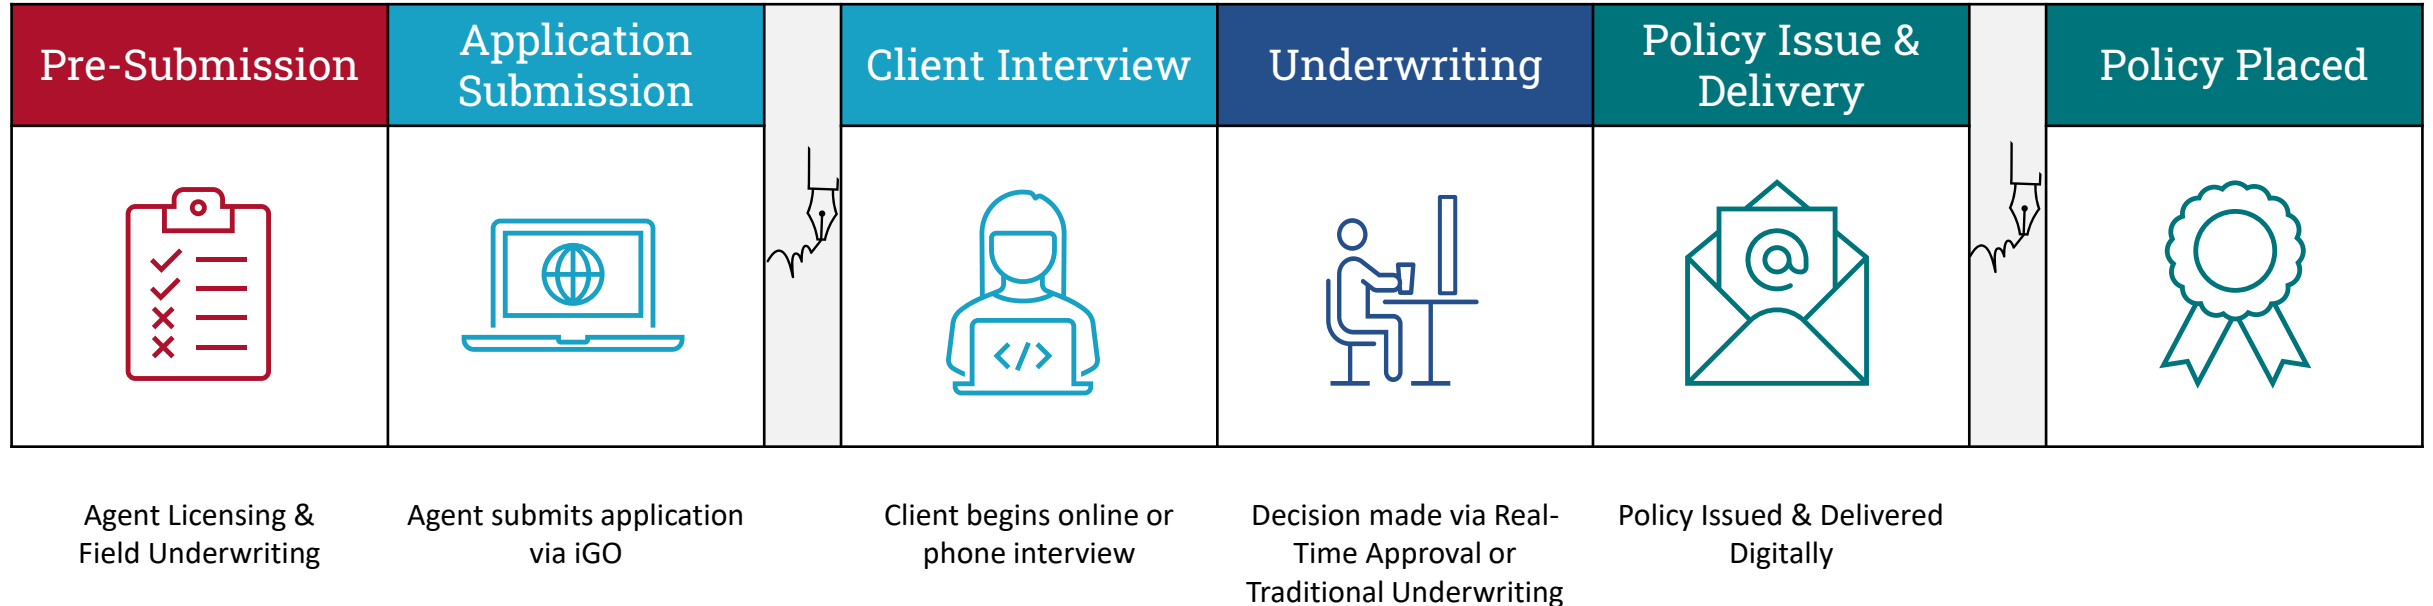 Pre-Submission
Application
Submission
Client Interview
Underwriting
Policy Issue &
Delivery
Policy Placed
</>
@
Agent Licensing &
Field Underwriting
Agent submits application
via iGO
Client begins online or
phone interview
Decision made via Real-
Time Approval or
Traditional Underwriting
Policy Issued & Delivered
Digitally